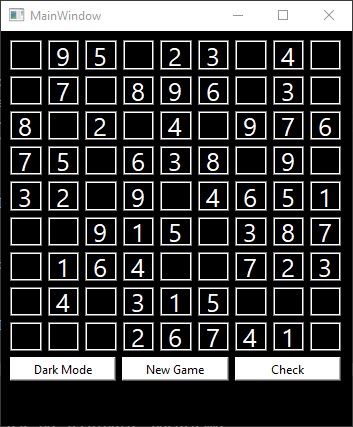 MainWindow
9 5 2 3 4
7 8 9 6 3
8 2 4 9 7 6
7 5 6 3 8 9
3 2 9 4 6 5 1
9 1 5 3 8 7
1 6 4 7 2 3
4 3 1 5
2 6 7 4 1
Dark Mode New Game Check